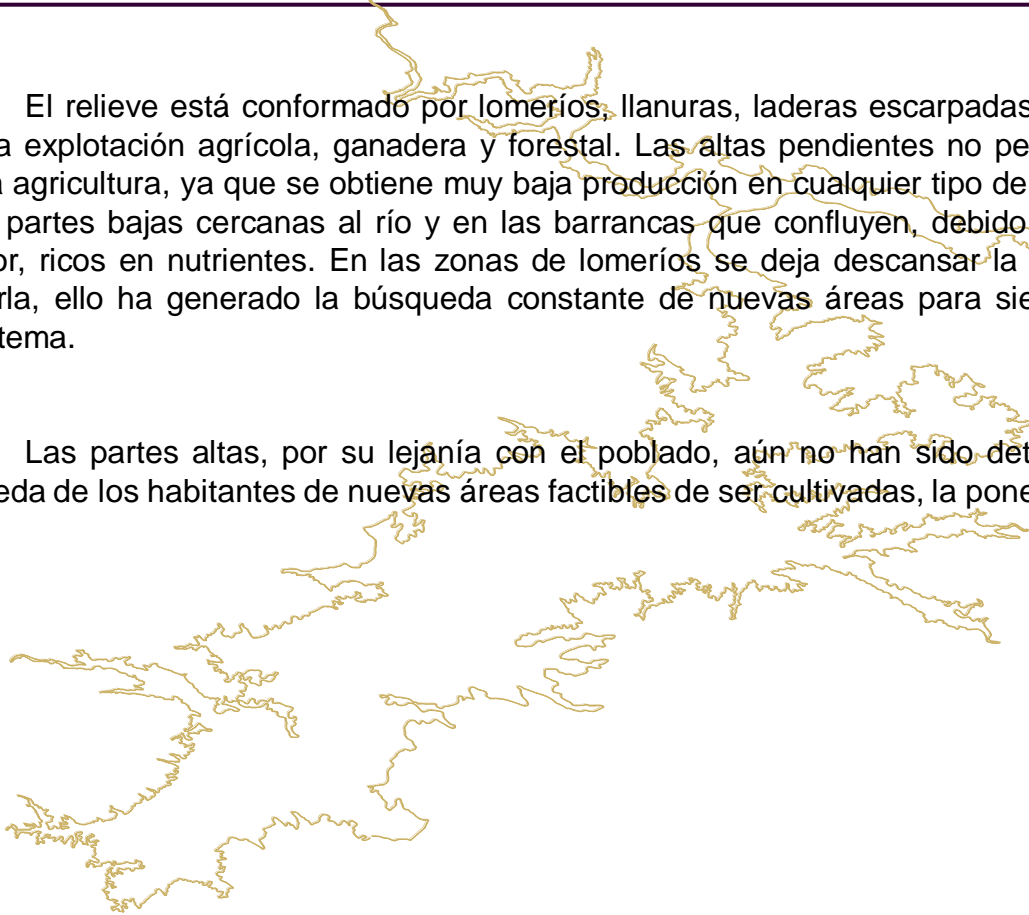 El relieve está conformado por lomeríos, llanuras, laderas escarpadas
a explotación agrícola, ganadera y forestal. Las altas pendientes no pe
a agricultura, ya que se obtiene muy baja producción en cualquier tipo de
partes bajas cercanas al río y en las barrancas que confluyen, debido
or, ricos en nutrientes. En las zonas de lomeríos se deja descansar la
rla, ello ha generado la búsqueda constante de nuevas áreas para sie
tema.
Las partes altas, por su lejanía con el poblado, aún no han sido det
eda de los habitantes de nuevas áreas factibles de ser cultivadas, la pone